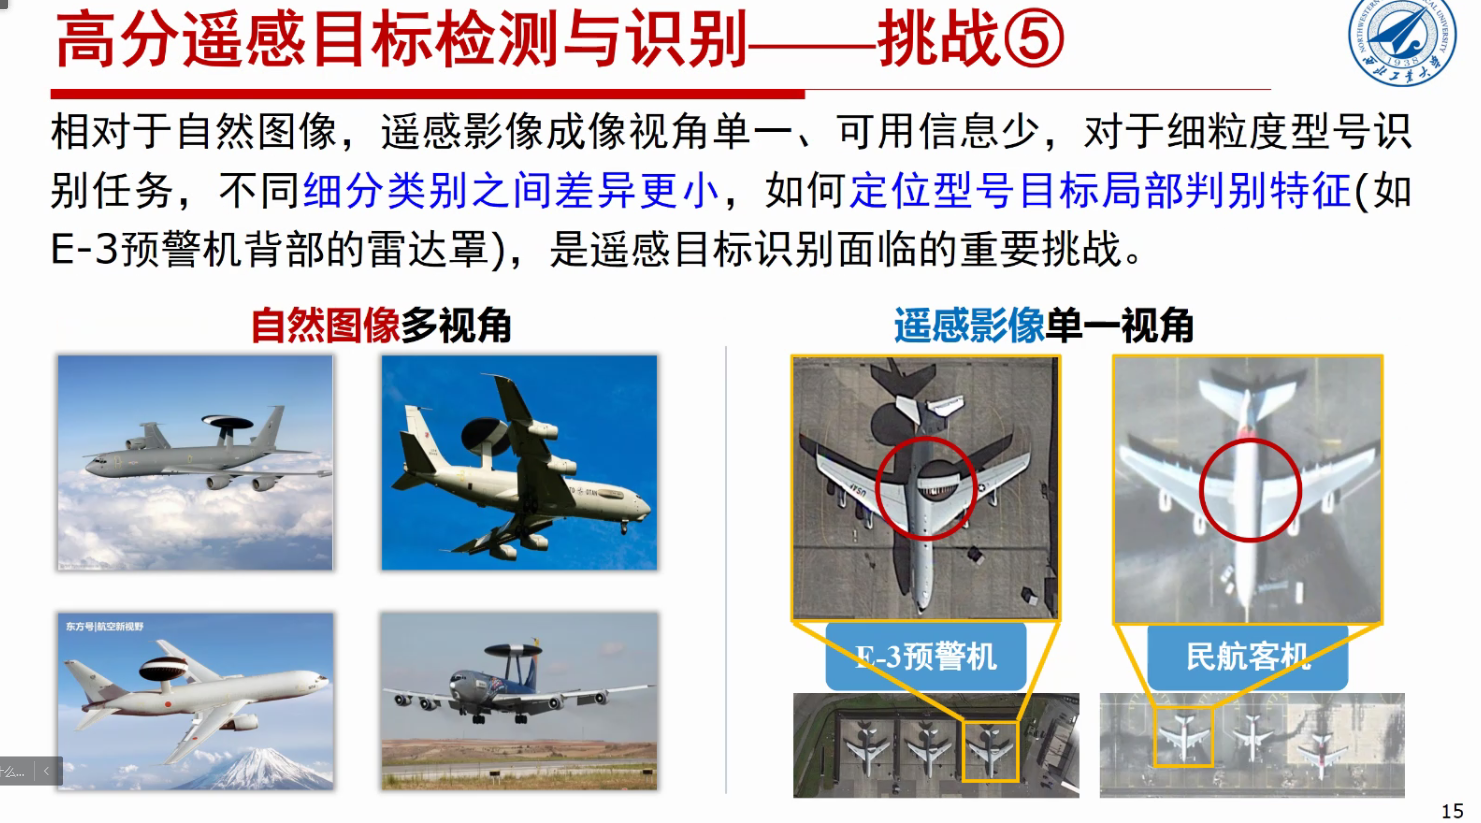 高分遥感目标检测与识别——挑战⑤
相对于自然图像，遥感影像成像视角单一、可用信息少，对于细粒度型号识
别任务，不同细分类别之间差异更小，如何定位型号目标局部判别特征(如
E-3预警机背部的雷达罩)，是遥感目标识别面临的重要挑战。
自然图像多视角
遥感影像单一视角
东方号|航空新视野
E-3预警机
民航客机
什么...
15